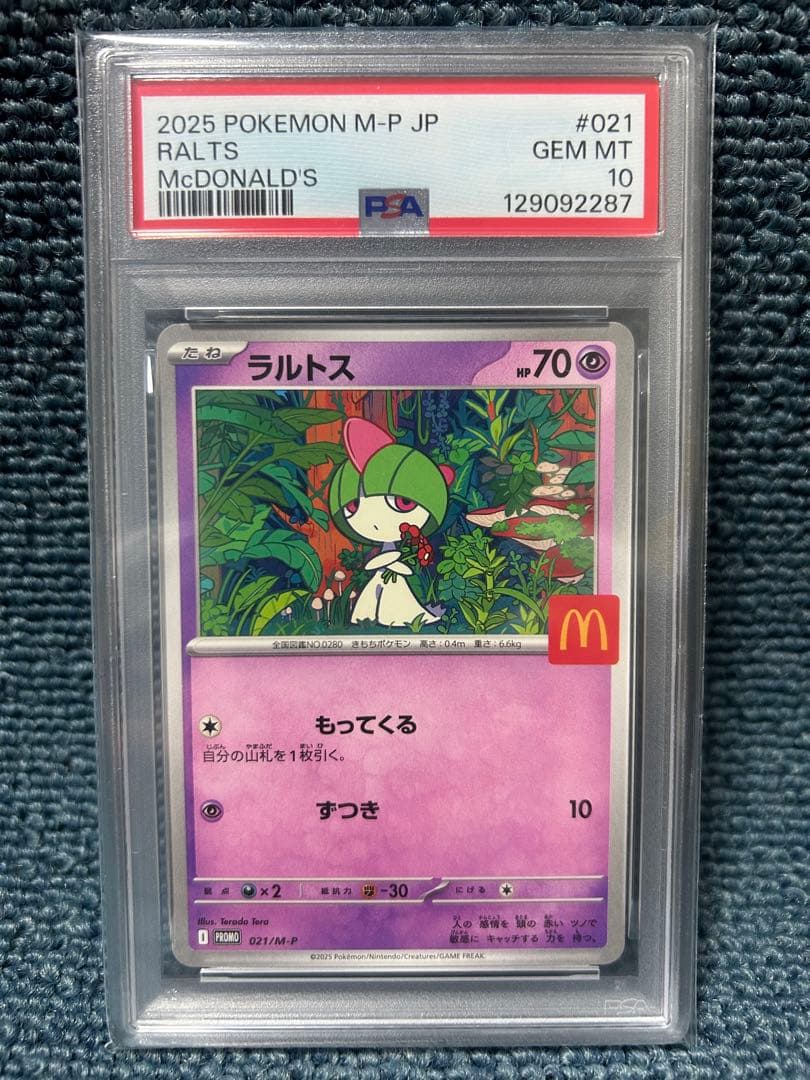 2025 POKEMON M-P JP #021
RALTS GEM MT
McDONALD'S 10
PSA 129092287
たね ラルトス HP70
全国図鑑NO.0280 きもちポケモン 高さ:0.4m 重さ:6.6kg
もってくる
自分の山札を1枚引く。
ずつき 10
弱点 ×2 抵抗力 -30 にげる
Illus. Terada Tera
人の 感情を 頭の 赤い ツノで
敏感に キャッチする 力を 持つ。
PROMO 021/M-P
©2025 Pokémon/Nintendo/Creatures/GAME FREAK.
PSA